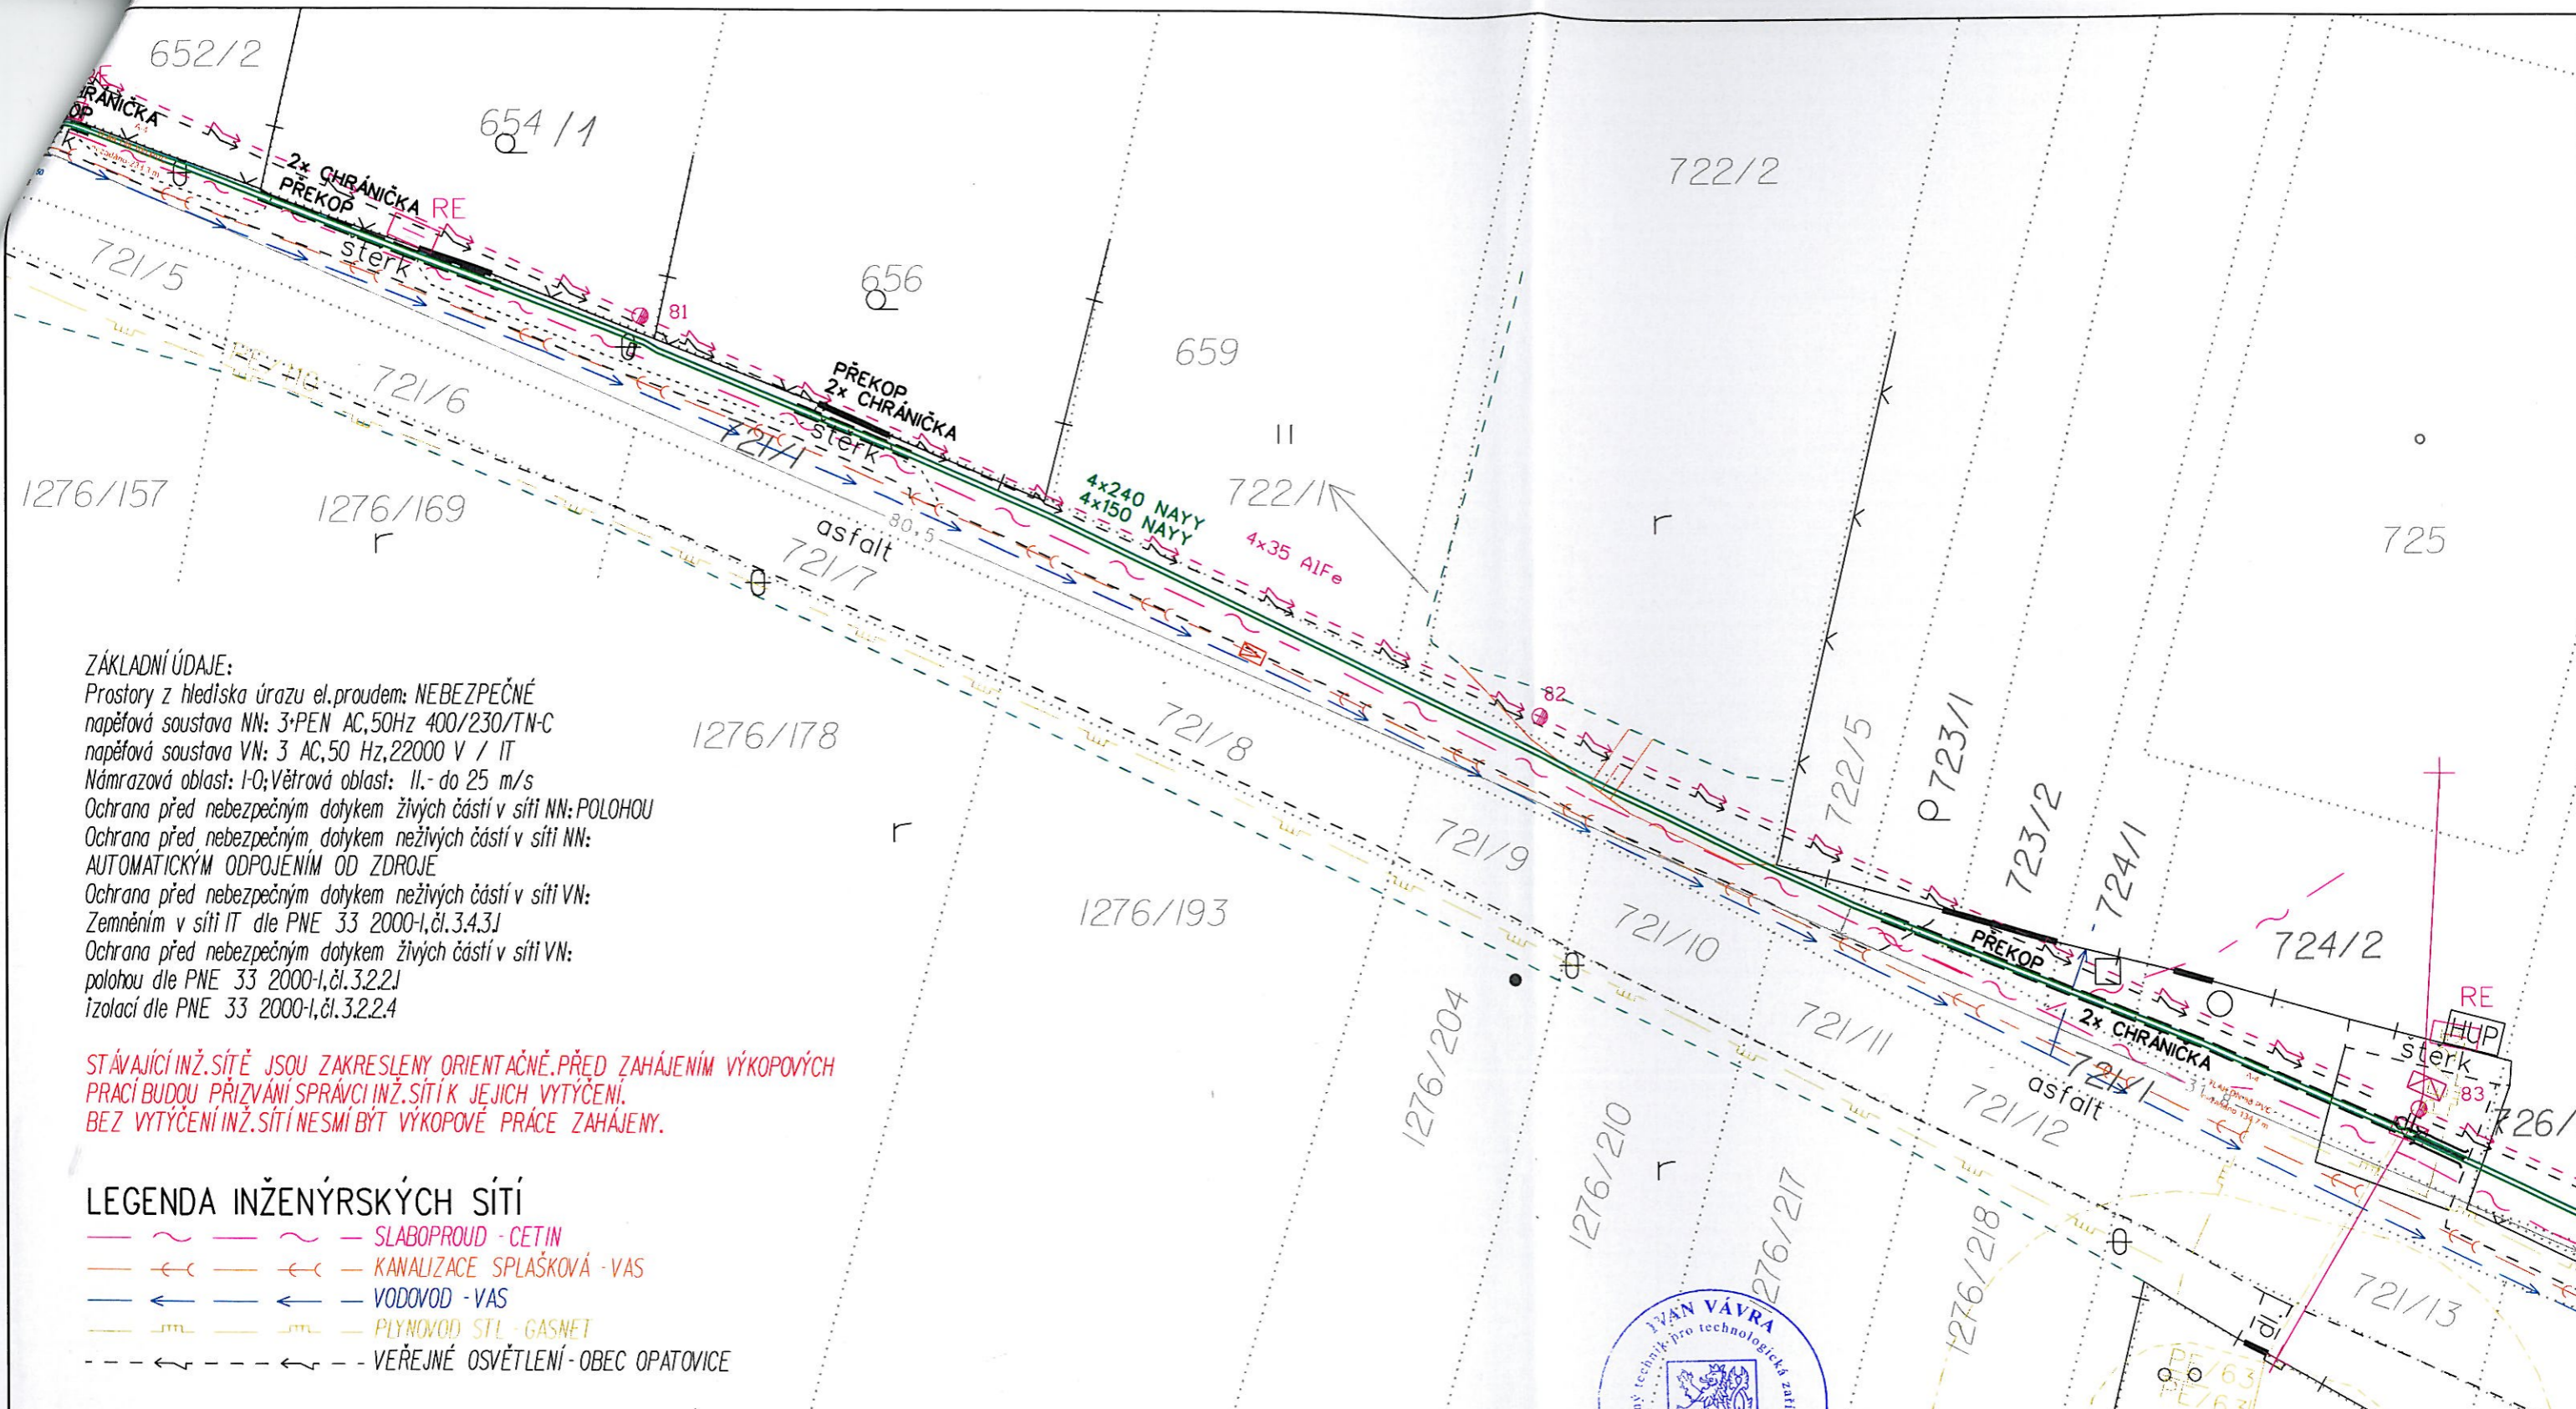 652/2
654/1
CHRÁNIČKA
2x CHRÁNIČKA
PŘEKOP
RE
štěrk
721/5
81
656
722/2
659
PŘEKOP
2x CHRÁNIČKA
721/6
721/1
štěrk
1276/157
1276/169
r
4x240 NAYY
4x150 NAYY
722/1
4x35 AlFe
r
725
80,5
asfalt
721/7
ZÁKLADNÍ ÚDAJE:
Prostory z hlediska úrazu el.proudem: NEBEZPEČNÉ
napěťová soustava NN: 3+PEN AC,50Hz 400/230/TN-C
napěťová soustava VN: 3 AC,50 Hz,22000 V / IT
Námrazová oblast: I-O;Větrová oblast: II.- do 25 m/s
Ochrana před nebezpečným dotykem živých částí v síti NN: POLOHOU
Ochrana před nebezpečným dotykem neživých částí v síti NN:
AUTOMATICKÝM ODPOJENÍM OD ZDROJE
Ochrana před nebezpečným dotykem neživých částí v síti VN:
Zemněním v síti IT dle PNE 33 2000-1,čl.3.4.3.1
Ochrana před nebezpečným dotykem živých částí v síti VN:
polohou dle PNE 33 2000-1,čl.3.2.2.1
izolací dle PNE 33 2000-1,čl.3.2.2.4
1276/178
r
721/8
82
722/5
723/1
723/2
724/1
721/9
1276/193
721/10
PŘEKOP
724/2
RE
HUP
štěrk
83
726/
2x CHRÁNIČKA
721/1
721/11
asfalt
721/12
1276/204
1276/210
r
1276/217
1276/218
721/13
STÁVAJÍCÍ INŽ.SÍTĚ JSOU ZAKRESLENY ORIENTAČNĚ.PŘED ZAHÁJENÍM VÝKOPOVÝCH
PRACÍ BUDOU PŘIZVÁNÍ SPRÁVCI INŽ.SÍTÍ K JEJICH VYTÝČENÍ.
BEZ VYTÝČENÍ INŽ.SÍTÍ NESMÍ BÝT VÝKOPOVÉ PRÁCE ZAHÁJENY.
LEGENDA INŽENÝRSKÝCH SÍTÍ
SLABOPROUD - CETIN
KANALIZACE SPLAŠKOVÁ - VAS
VODOVOD - VAS
PLYNOVOD STL - GASNET
VEŘEJNÉ OSVĚTLENÍ - OBEC OPATOVICE
IVAN VÁVRA
technik pro technologická
dl.
PE/63
PE/63